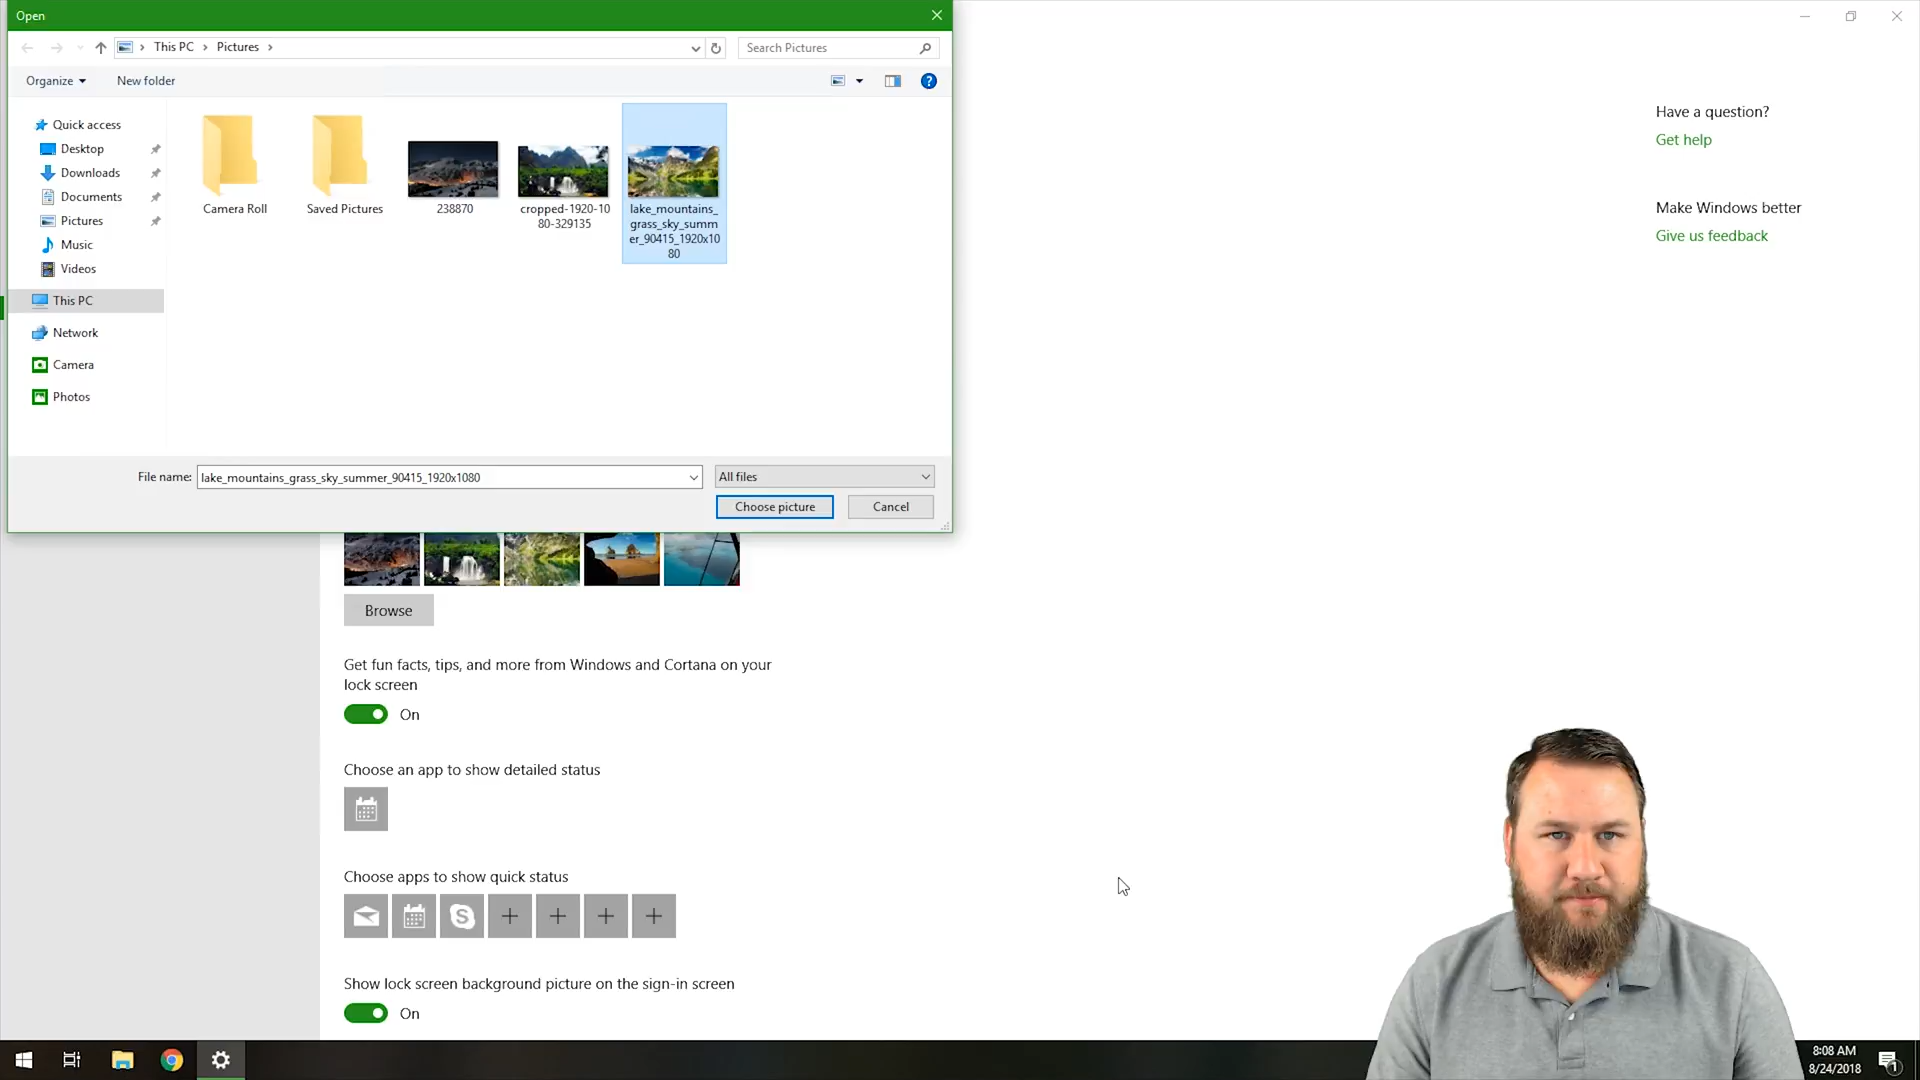 Open
This PC
Pictures
Search Pictures
Organize
New folder
Quick access
Desktop
Downloads
Documents
Pictures
Music
Videos
This PC
Network
Camera
Photos
Camera Roll
Saved Pictures
238870
cropped-1920-10
80-329135
lake_mountains_
grass_sky_summ
er_90415_1920x10
80
File name:
lake_mountains_grass_sky_summer_90415_1920x1080
All files
Choose picture
Cancel
Have a question?
Get help
Make Windows better
Give us feedback
Browse
Get fun facts, tips, and more from Windows and Cortana on your
lock screen
On
Choose an app to show detailed status
Choose apps to show quick status
Show lock screen background picture on the sign-in screen
On
8:08 AM
8/24/2018
1